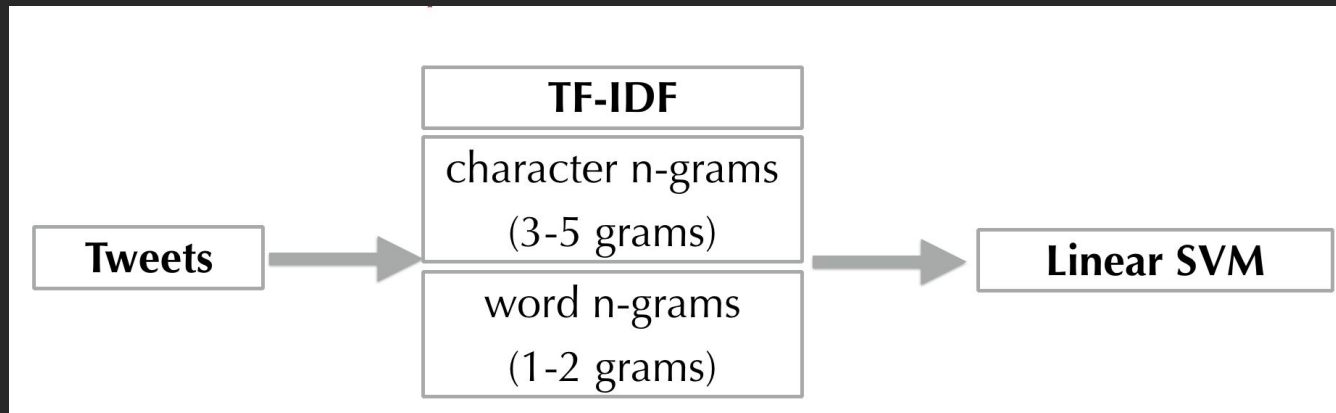 TF-IDF
character n-grams
(3-5 grams)
Tweets
Linear SVM
word n-grams
(1-2 grams)